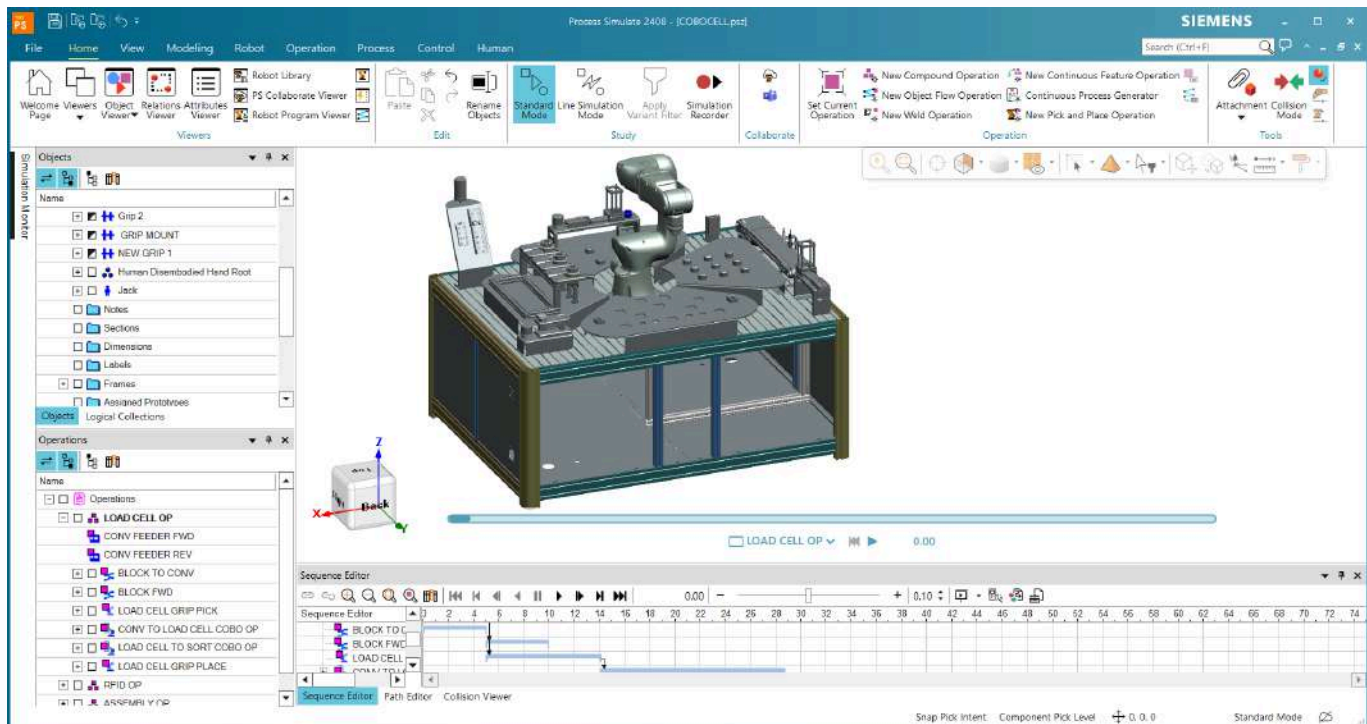 PS
Process Simulate 2408 - [COBOCELL.psz]
SIEMENS
File Home View Modeling Robot Operation Process Control Human
Search (Ctrl+F)
Welcome Page
Viewers
Object Viewer
Relations Viewer
Attributes Viewer
Robot Library
PS Collaborate Viewer
Robot Program Viewer
Viewers
Paste
Rename Objects
Edit
Standard Mode
Line Simulation Mode
Apply Variant Filter
Simulation Recorder
Study
Collaborate
Set Current Operation
New Compound Operation
New Object Flow Operation
New Weld Operation
New Continuous Feature Operation
Continuous Process Generator
New Pick and Place Operation
Operation
Attachment
Collision Mode
Tools
Simulation Monitor
Objects
Name
Grip 2
GRIP MOUNT
NEW GRIP 1
Human Disembodied Hand Root
Jack
Notes
Sections
Dimensions
Labels
Frames
Assigned Prototypes
Objects Logical Collections
Operations
Name
Operations
LOAD CELL OP
CONV FEEDER FWD
CONV FEEDER REV
BLOCK TO CONV
BLOCK FWD
LOAD CELL GRIP PICK
CONV TO LOAD CELL COBO OP
LOAD CELL TO SORT COBO OP
LOAD CELL GRIP PLACE
RFID OP
ASSEMBLY OP
Z
Top
Back
X
Y
LOAD CELL OP 0.00
Sequence Editor
0.00 − + 0.10
Sequence Editor 2 4 6 8 10 12 14 16 18 20 22 24 26 28 30 32 34 36 38 40 42 44 46 48 50 52 54 56 58 60 62 64 66 68 70 72 74
BLOCK TO C
BLOCK FWD
LOAD CELL
Sequence Editor Path Editor Collision Viewer
Snap Pick Intent Component Pick Level 0, 0, 0 Standard Mode